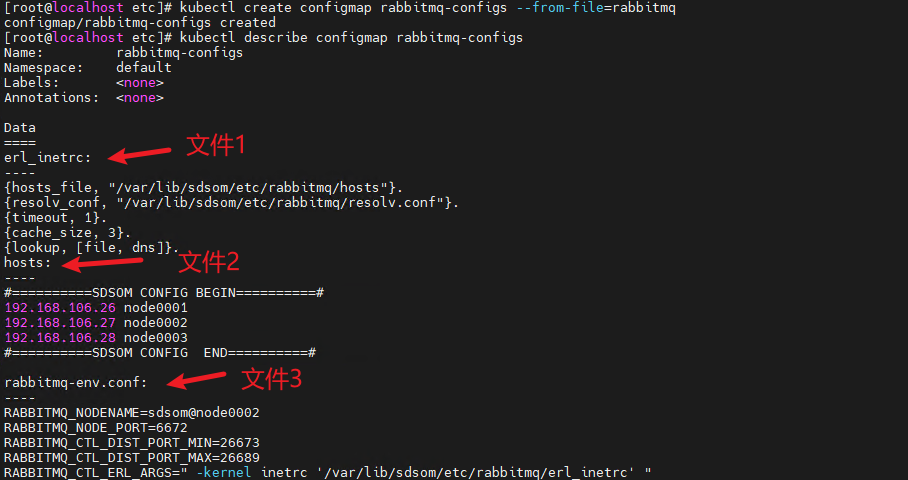 [root@localhost etc]# kubectl create configmap rabbitmq-configs --from-file=rabbitmq
configmap/rabbitmq-configs created
[root@localhost etc]# kubectl describe configmap rabbitmq-configs
Name:         rabbitmq-configs
Namespace:    default
Labels:       <none>
Annotations:  <none>
Data
====
erl_inetrc:
文件1
----
{hosts_file, "/var/lib/sdsom/etc/rabbitmq/hosts"}.
{resolv_conf, "/var/lib/sdsom/etc/rabbitmq/resolv.conf"}.
{timeout, 1}.
{cache_size, 3}.
{lookup, [file, dns]}.
hosts:
文件2
----
#==========SDSOM CONFIG BEGIN==========#
192.168.106.26 node0001
192.168.106.27 node0002
192.168.106.28 node0003
#==========SDSOM CONFIG  END==========#
rabbitmq-env.conf:
文件3
----
RABBITMQ_NODENAME=sdsom@node0002
RABBITMQ_NODE_PORT=6672
RABBITMQ_CTL_DIST_PORT_MIN=26673
RABBITMQ_CTL_DIST_PORT_MAX=26689
RABBITMQ_CTL_ERL_ARGS=" -kernel inetrc '/var/lib/sdsom/etc/rabbitmq/erl_inetrc' "